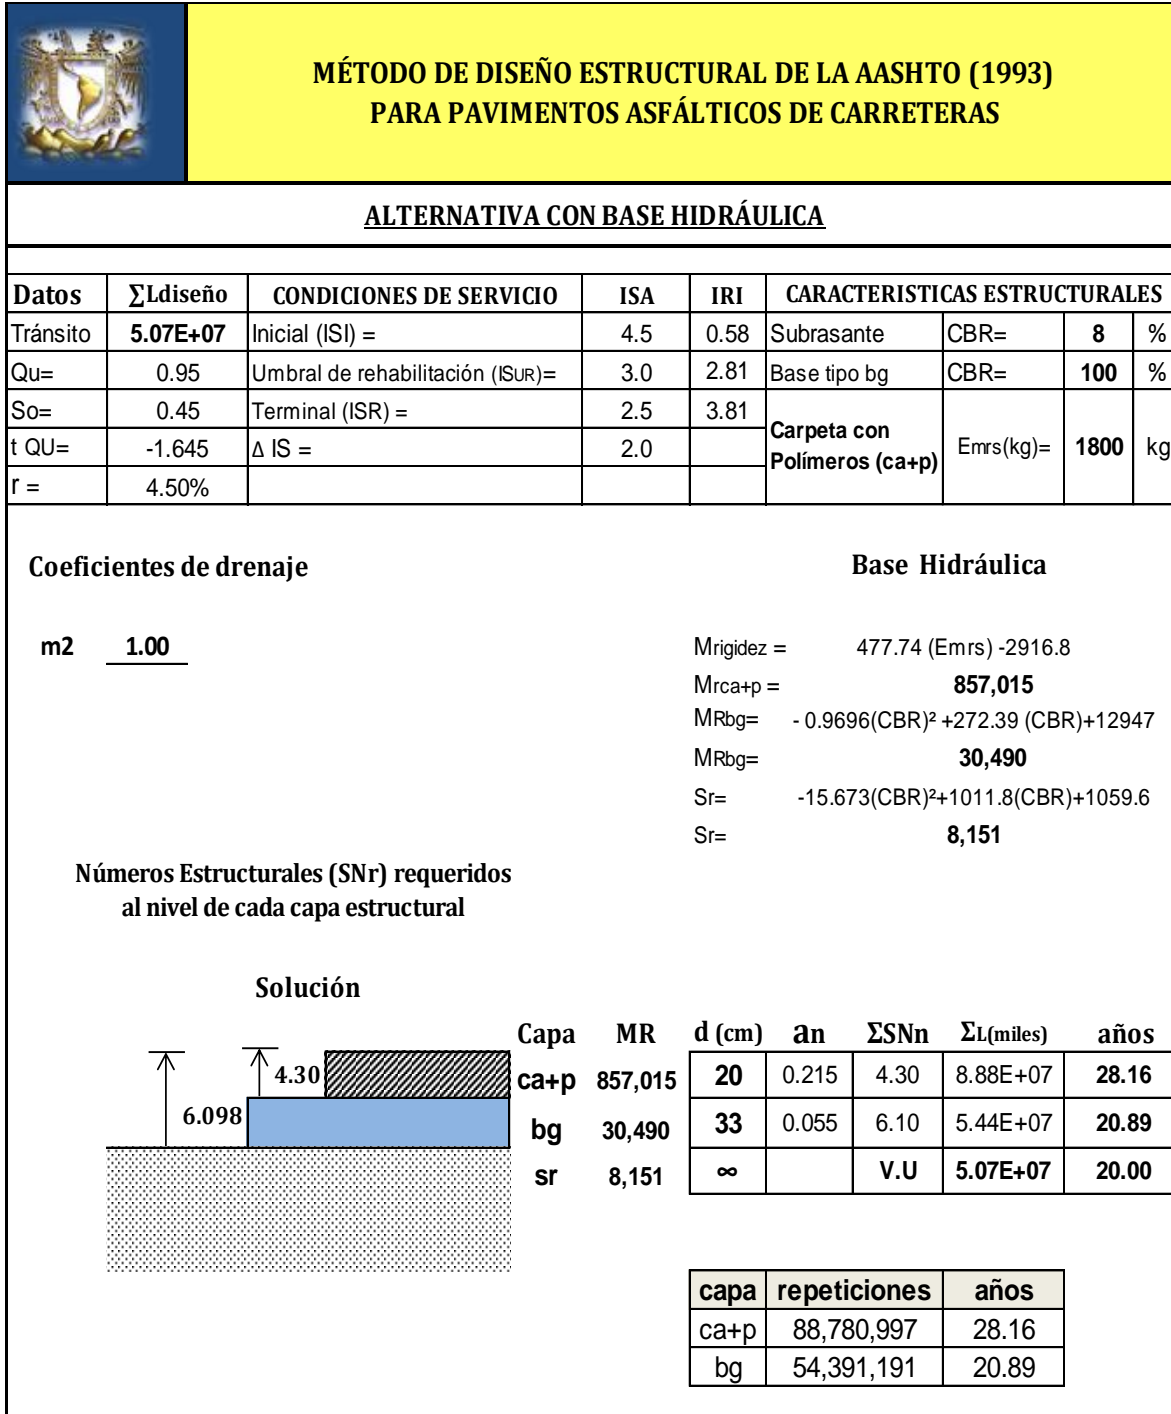 MÉTODO DE DISEÑO ESTRUCTURAL DE LA AASHTO (1993)
PARA PAVIMENTOS ASFÁLTICOS DE CARRETERAS
ALTERNATIVA CON BASE HIDRÁULICA
Datos ∑Ldiseño CONDICIONES DE SERVICIO ISA IRI CARACTERISTICAS ESTRUCTURALES
Tránsito 5.07E+07 Inicial (ISI) = 4.5 0.58 Subrasante CBR= 8 %
Qu= 0.95 Umbral de rehabilitación (ISUR)= 3.0 2.81 Base tipo bg CBR= 100 %
So= 0.45 Terminal (ISR) = 2.5 3.81 Carpeta con Polímeros (ca+p) Emrs(kg)= 1800 kg
t QU= -1.645 Δ IS = 2.0
r = 4.50%
Coeficientes de drenaje
Base Hidráulica
m2 1.00
Mrigidez = 477.74 (Emrs) -2916.8
Mrca+p = 857,015
MRbg= - 0.9696(CBR)² +272.39 (CBR)+12947
MRbg= 30,490
Sr= -15.673(CBR)²+1011.8(CBR)+1059.6
Sr= 8,151
Números Estructurales (SNr) requeridos
al nivel de cada capa estructural
Solución
Capa MR d (cm) an ΣSNn ΣL(miles) años
4.30 ca+p 857,015 20 0.215 4.30 8.88E+07 28.16
6.098 bg 30,490 33 0.055 6.10 5.44E+07 20.89
sr 8,151 ∞ V.U 5.07E+07 20.00
capa repeticiones años
ca+p 88,780,997 28.16
bg 54,391,191 20.89